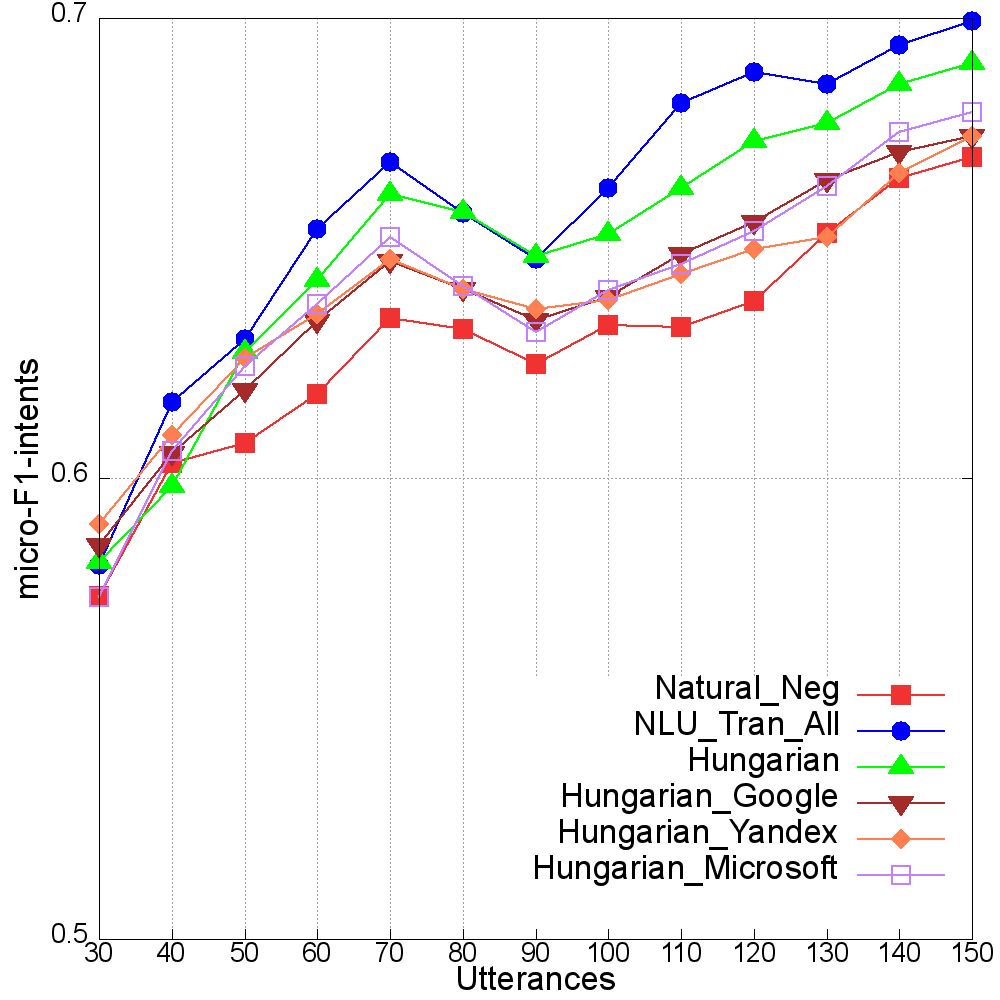 0.7
0.6
0.5
micro-F1-intents
Natural_Neg
NLU_Tran_All
Hungarian
Hungarian_Google
Hungarian_Yandex
Hungarian_Microsoft
30 40 50 60 70 80 90 100 110 120 130 140 150
Utterances